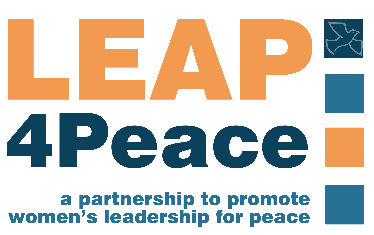 LEAP
4Peace
a partnership to promote
women's leadership for peace